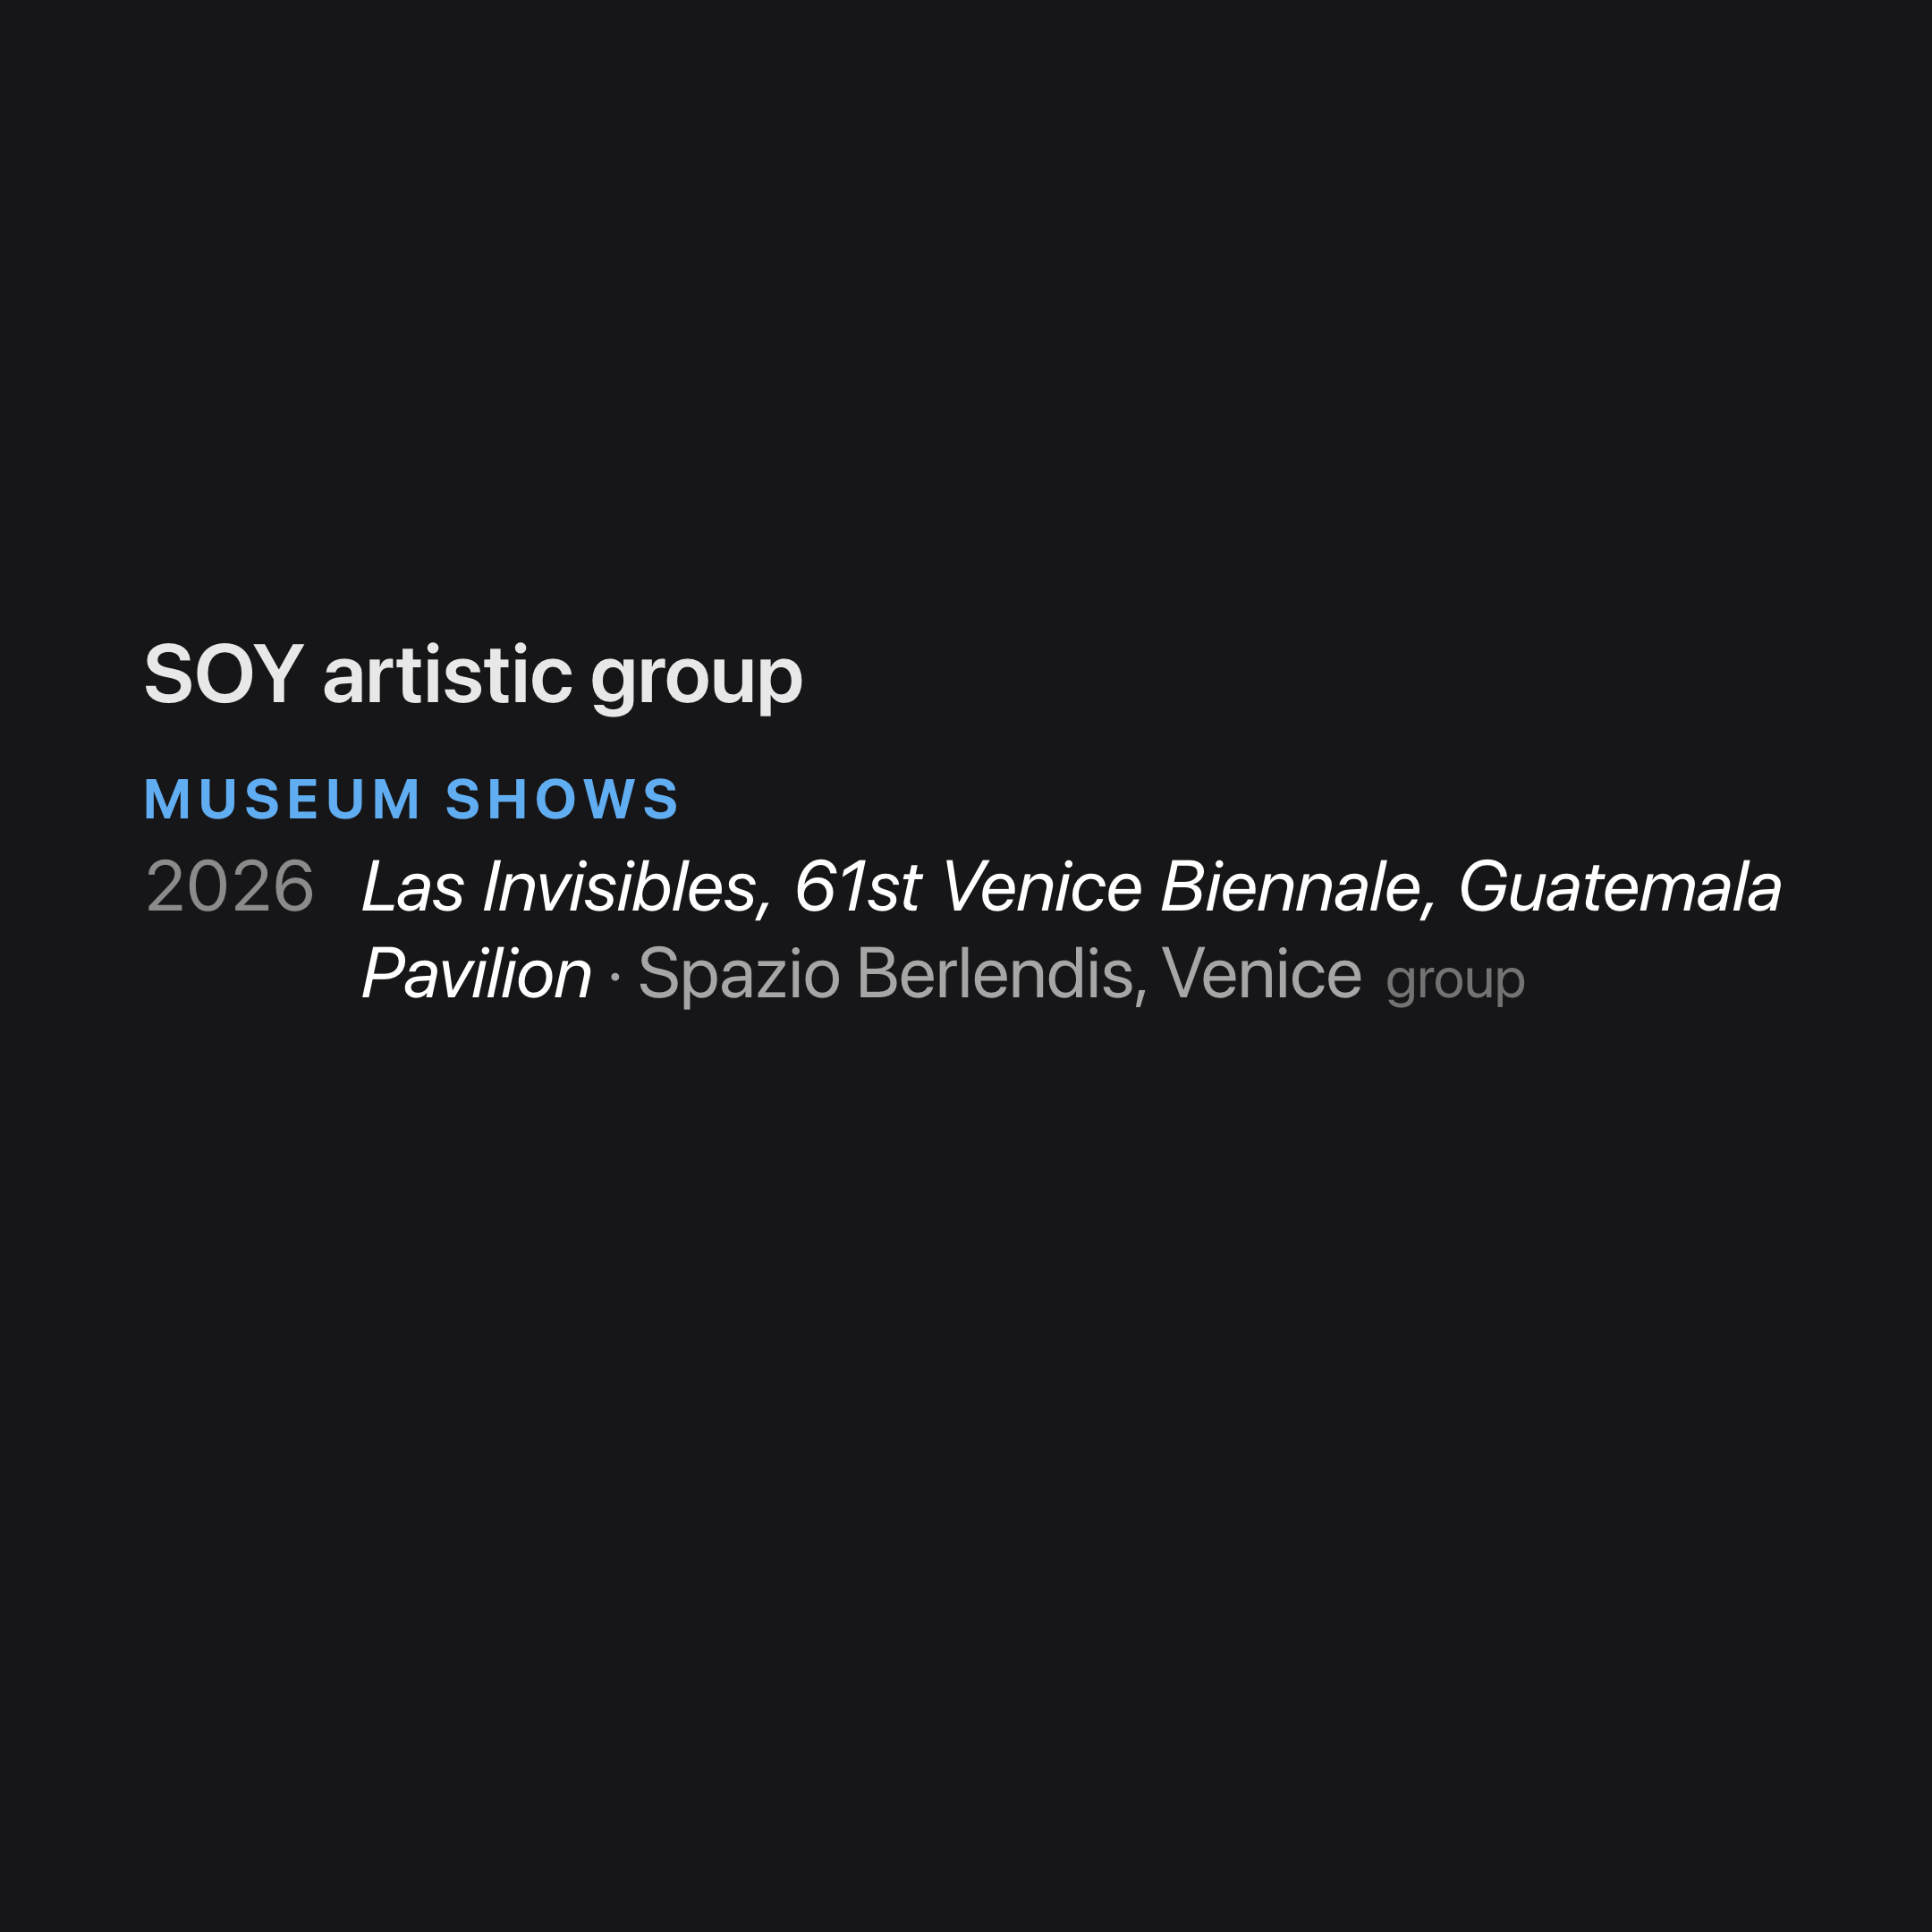 SOY artistic group
MUSEUM SHOWS
2026 Las Invisibles, 61st Venice Biennale, Guatemala
Pavilion · Spazio Berlendis, Venice group